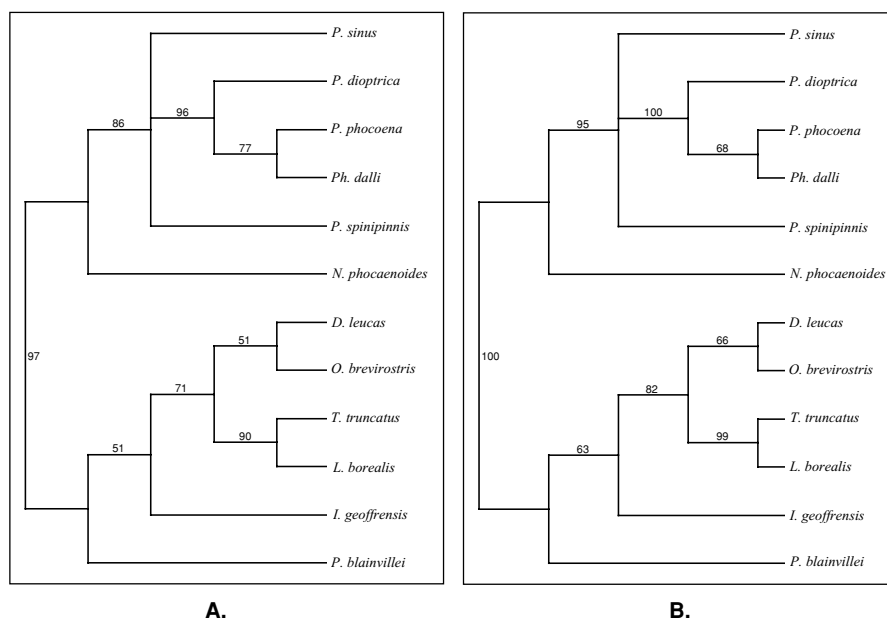 P. sinus
P. dioptrica
96
P. phocoena
86
77
Ph. dalli
P. spinipinnis
N. phocaenoides
D. leucas
51
O. brevirostris
97
71
T. truncatus
90
51
L. borealis
I. geoffrensis
P. blainvillei
A.
P. sinus
P. dioptrica
100
P. phocoena
95
68
Ph. dalli
P. spinipinnis
N. phocaenoides
D. leucas
66
O. brevirostris
100
82
T. truncatus
99
63
L. borealis
I. geoffrensis
P. blainvillei
B.